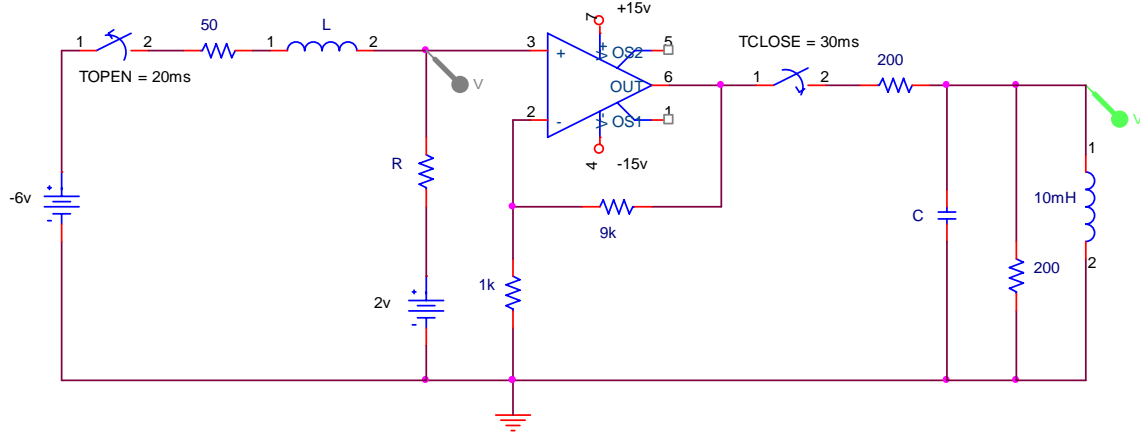 +15v
7
50
L
1
2
1
2
3
+
V+
OS2
5
TCLOSE = 30ms
200
TOPEN = 20ms
V
OUT
6
1
2
2
-
V-
OS1
1
V
4
-15v
1
R
-6v
+
-
9k
C
10mH
1k
200
2
2v
+
-